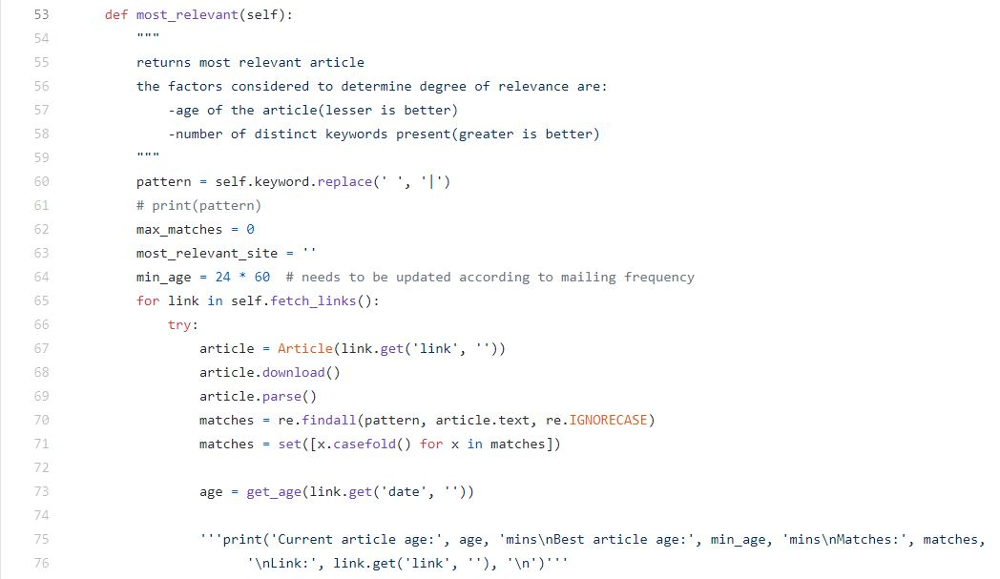 53 def most_relevant(self):
54 """
55 returns most relevant article
56 the factors considered to determine degree of relevance are:
57 -age of the article(lesser is better)
58 -number of distinct keywords present(greater is better)
59 """
60 pattern = self.keyword.replace(' ', '|')
61 # print(pattern)
62 max_matches = 0
63 most_relevant_site = ''
64 min_age = 24 * 60  # needs to be updated according to mailing frequency
65 for link in self.fetch_links():
66 try:
67 article = Article(link.get('link', ''))
68 article.download()
69 article.parse()
70 matches = re.findall(pattern, article.text, re.IGNORECASE)
71 matches = set([x.casefold() for x in matches])
72
73 age = get_age(link.get('date', ''))
74
75 '''print('Current article age:', age, 'mins\nBest article age:', min_age, 'mins\nMatches:', matches,
76 '\nLink:', link.get('link', ''), '\n')'''